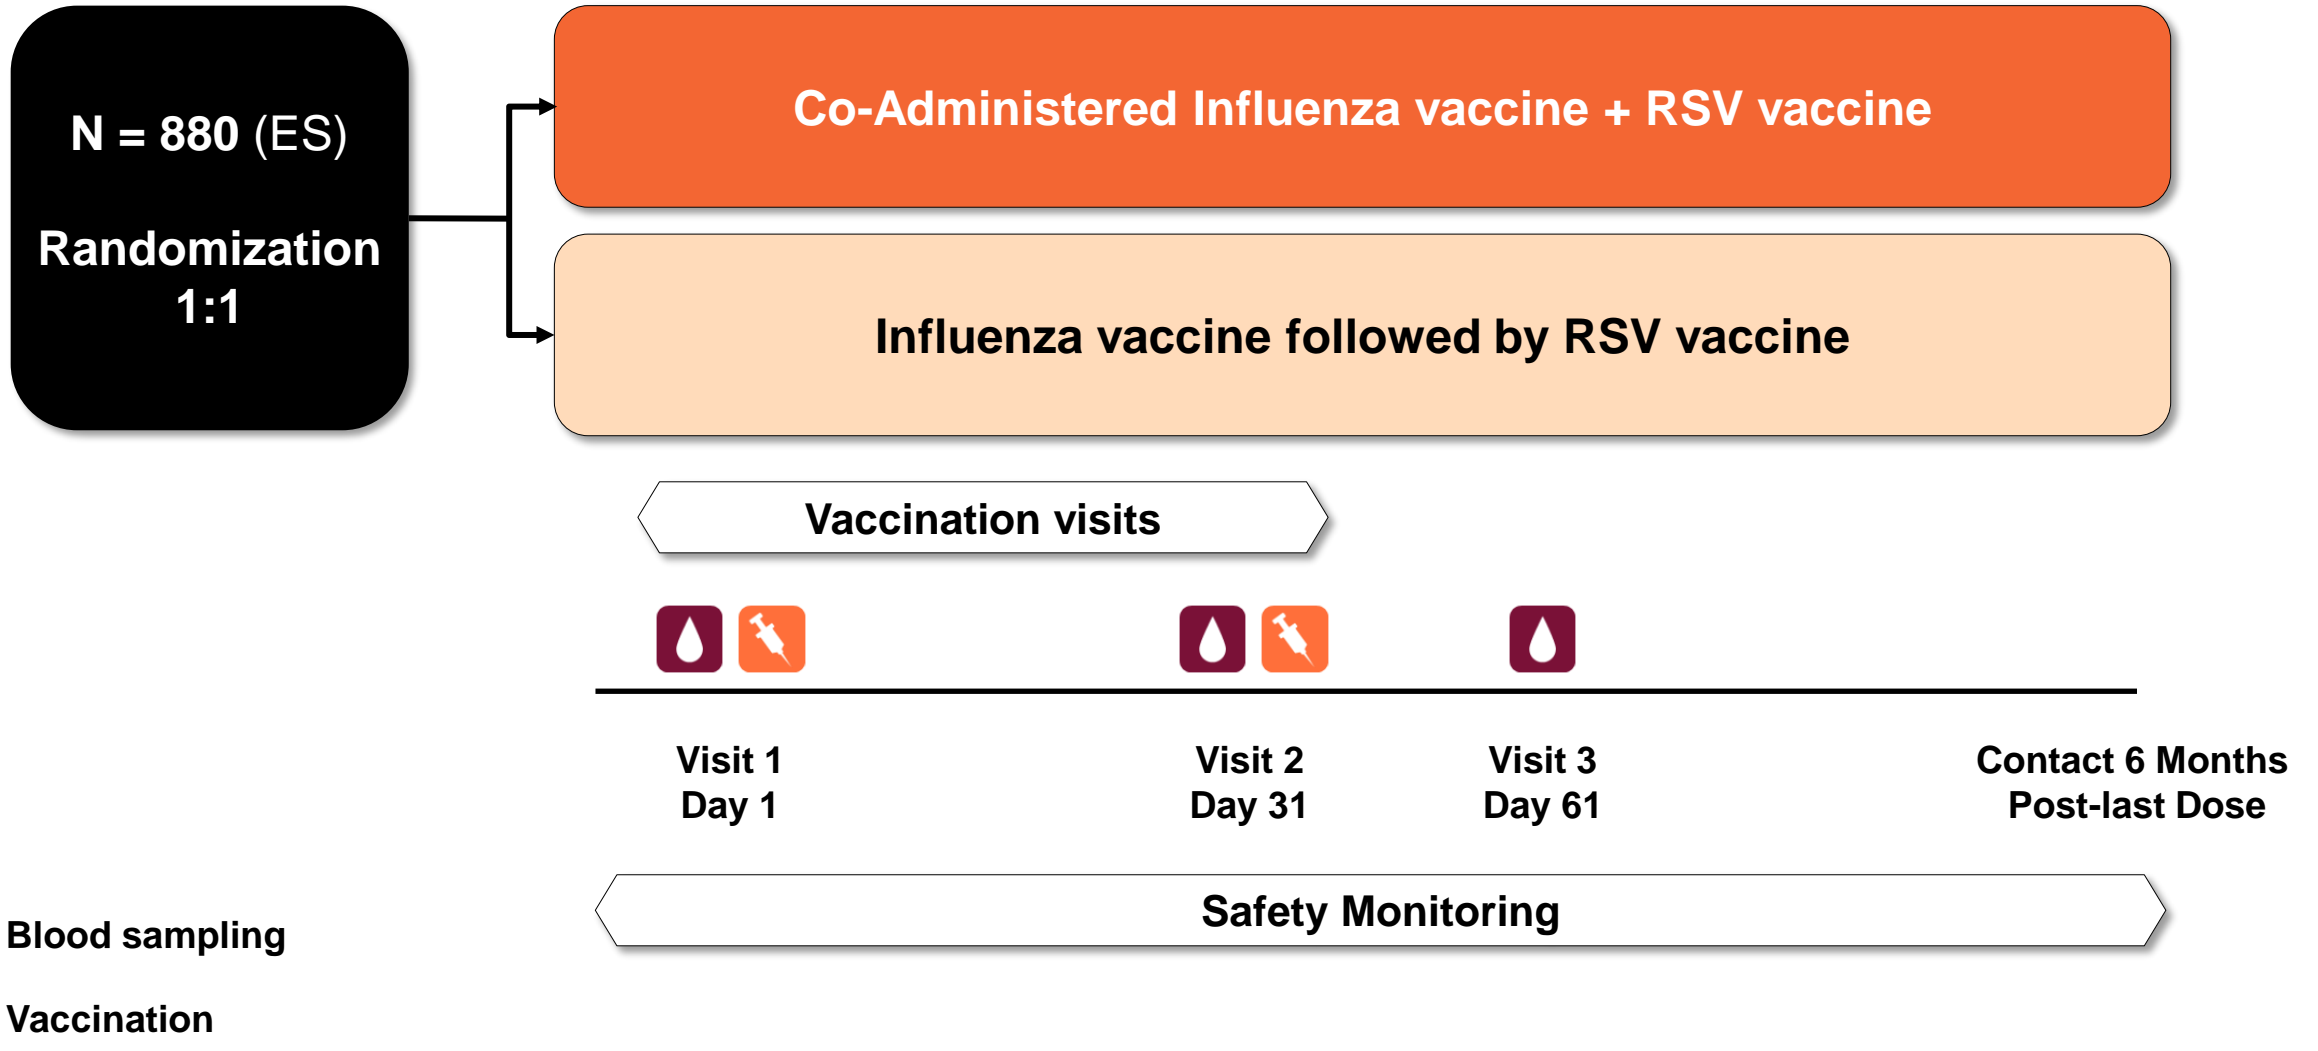 N = 880 (ES)
Randomization
1:1
Co-Administered Influenza vaccine + RSV vaccine
Influenza vaccine followed by RSV vaccine
Vaccination visits
Visit 1
Day 1
Visit 2
Day 31
Visit 3
Day 61
Contact 6 Months
Post-last Dose
Safety Monitoring
Blood sampling
Vaccination